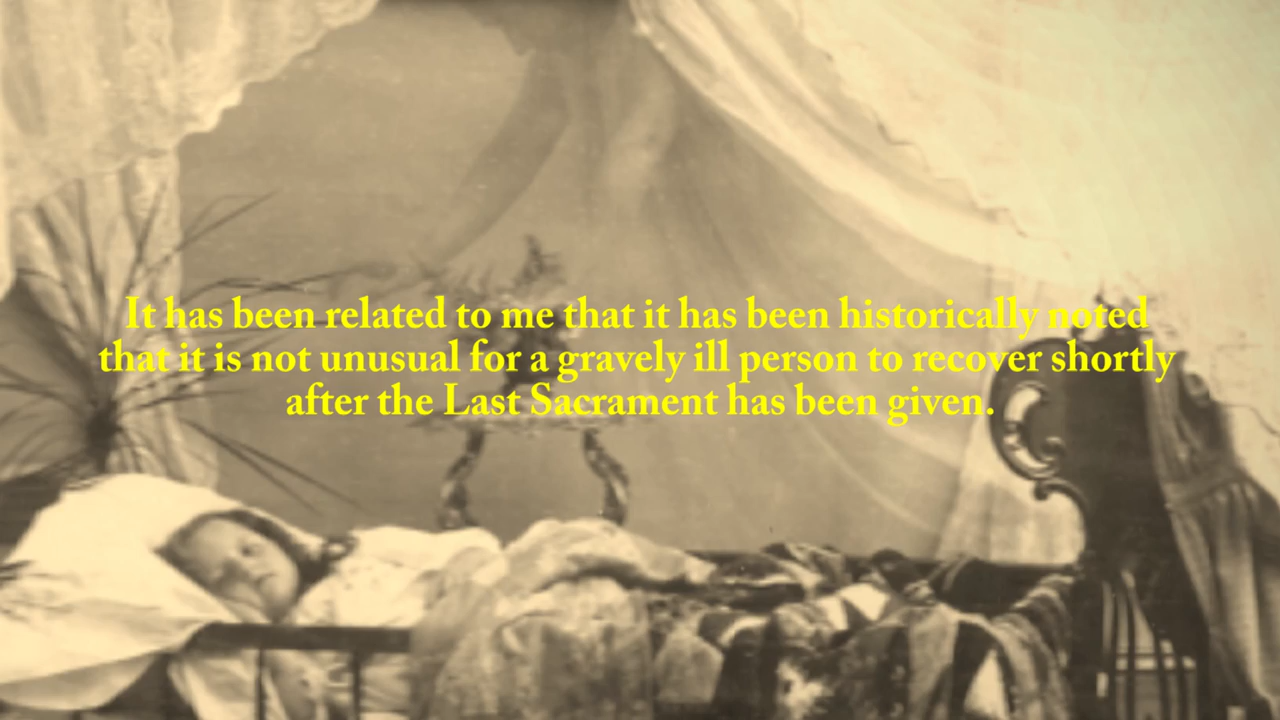 It has been related to me that it has been historically noted
that it is not unusual for a gravely ill person to recover shortly
after the Last Sacrament has been given.